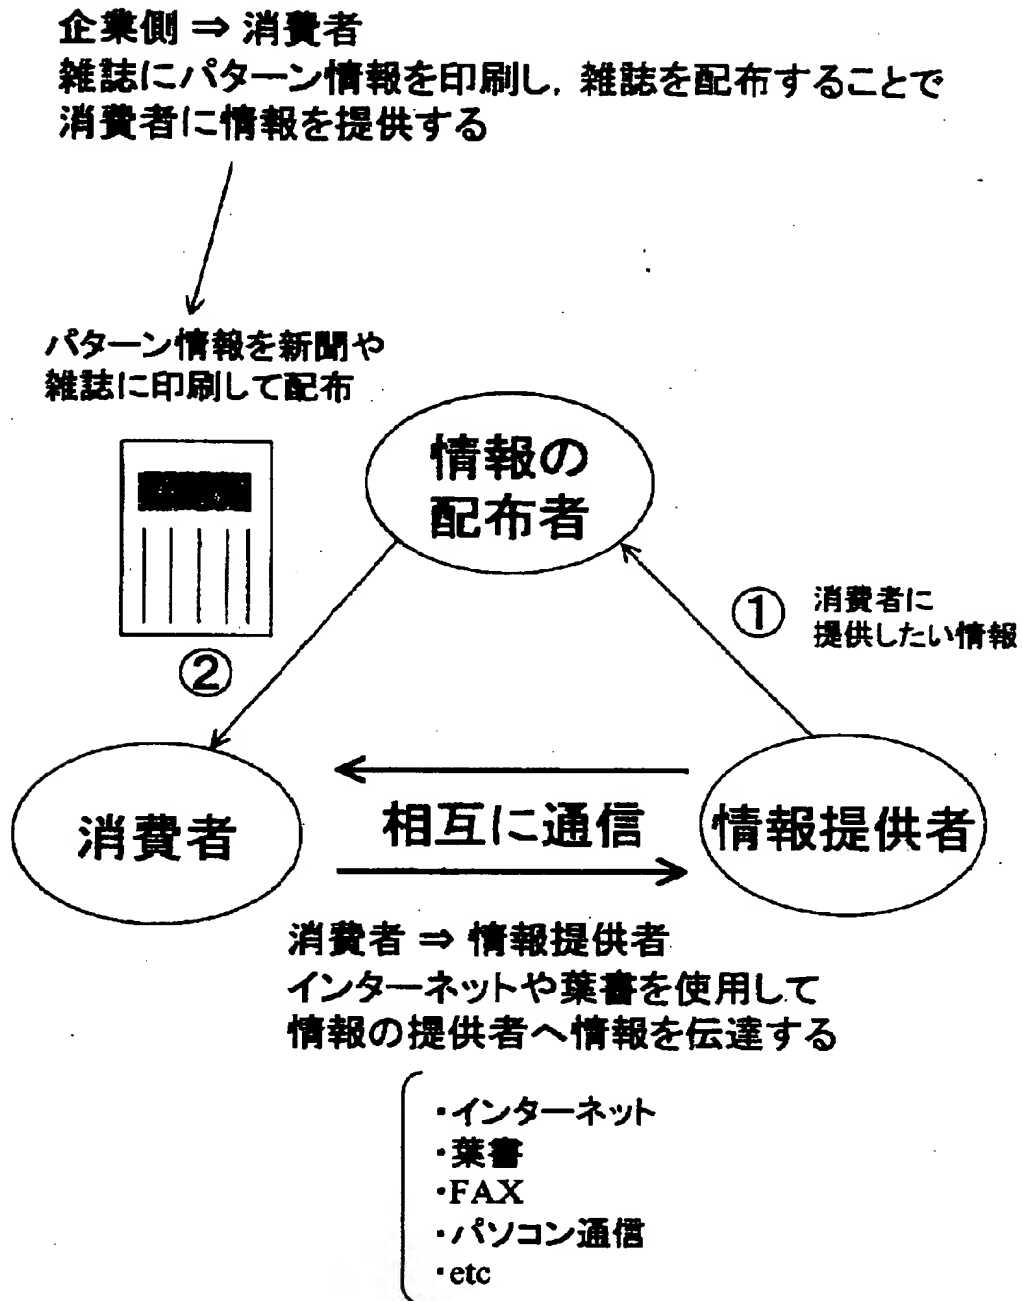 企業側 ⇒ 消費者
雑誌にパターン情報を印刷し, 雑誌を配布することで
消費者に情報を提供する
パターン情報を新聞や
雑誌に印刷して配布
情報の
配布者
①
消費者に
提供したい情報
②
消費者
相互に通信
情報提供者
消費者 ⇒ 情報提供者
インターネットや葉書を使用して
情報の提供者へ情報を伝達する
・インターネット
・葉書
・FAX
・パソコン通信
・etc